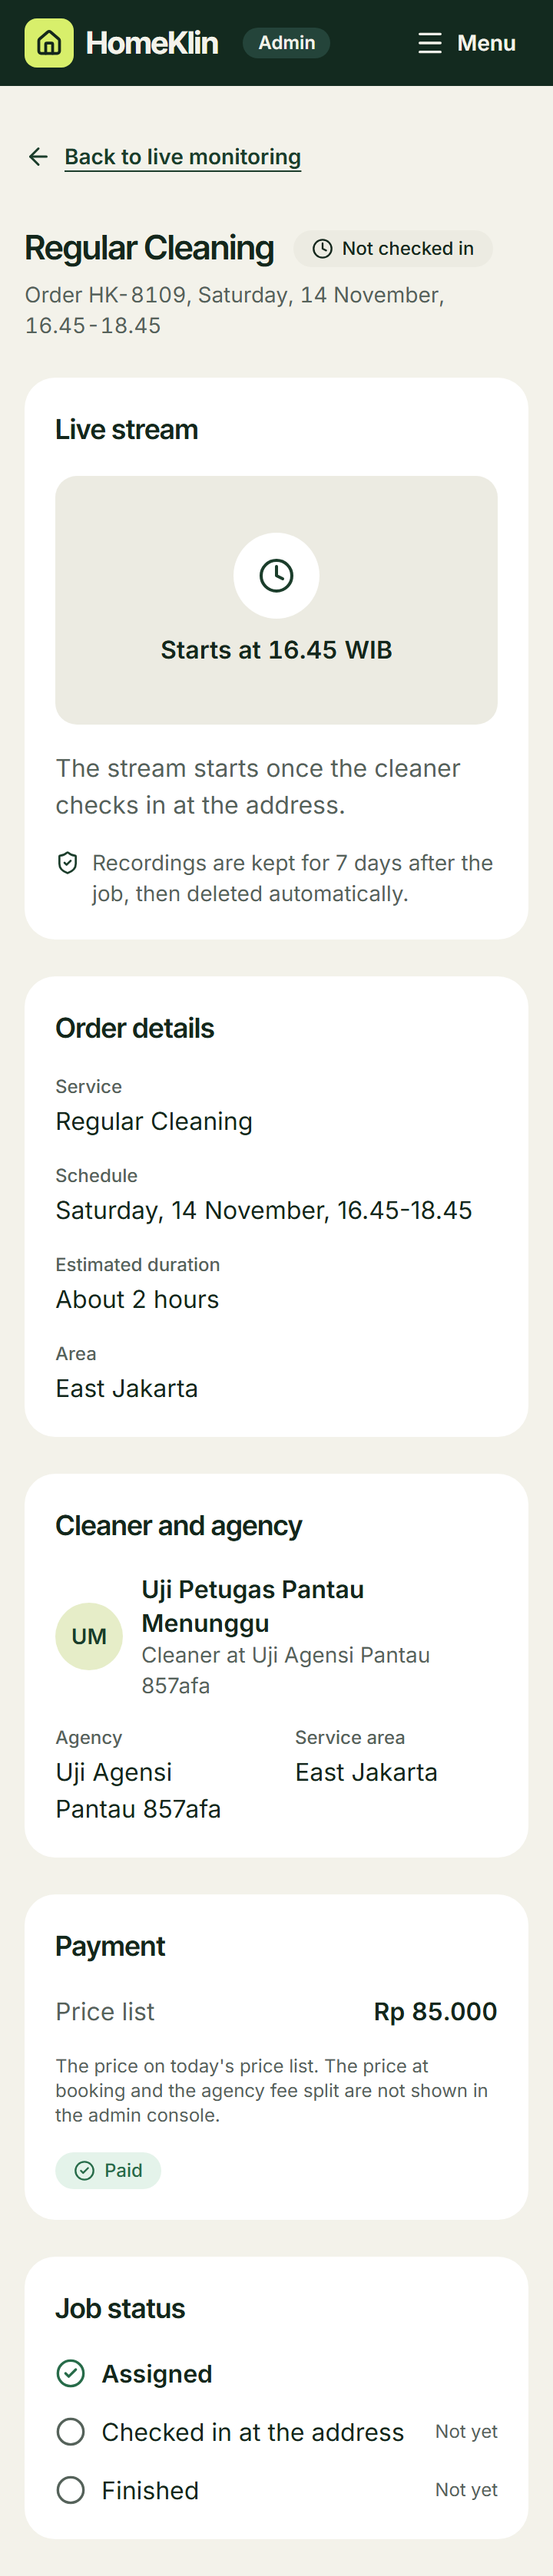 HomeKlin
Admin
Menu
Back to live monitoring
Regular Cleaning
Not checked in
Order HK-8109, Saturday, 14 November,
16.45-18.45
Live stream
Starts at 16.45 WIB
The stream starts once the cleaner
checks in at the address.
Recordings are kept for 7 days after the
job, then deleted automatically.
Order details
Service
Regular Cleaning
Schedule
Saturday, 14 November, 16.45-18.45
Estimated duration
About 2 hours
Area
East Jakarta
Cleaner and agency
UM
Uji Petugas Pantau
Menunggu
Cleaner at Uji Agensi Pantau
857afa
Agency
Uji Agensi
Pantau 857afa
Service area
East Jakarta
Payment
Price list
Rp 85.000
The price on today's price list. The price at
booking and the agency fee split are not shown in
the admin console.
Paid
Job status
Assigned
Checked in at the address
Not yet
Finished
Not yet